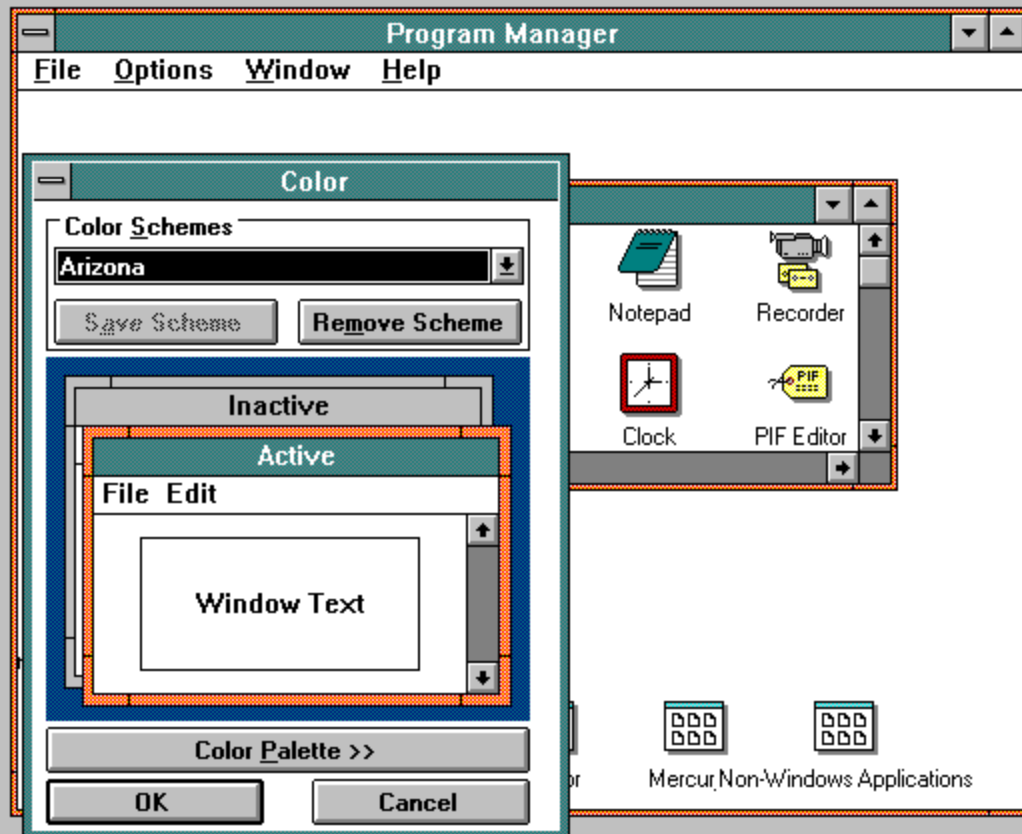 Program Manager
File Options Window Help
Color
Color Schemes
Arizona
Save Scheme Remove Scheme
Inactive
Active
File Edit
Window Text
Color Palette >>
OK Cancel
Notepad Recorder
PIF
Clock PIF Editor
Non-Windows Applications